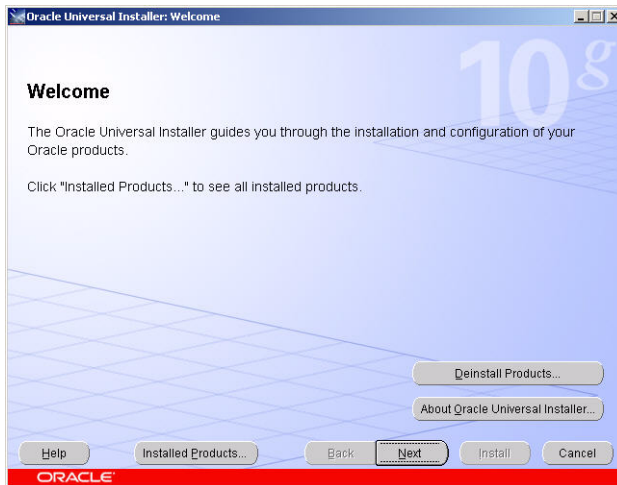 Oracle Universal Installer: Welcome
10g
Welcome
The Oracle Universal Installer guides you through the installation and configuration of your
Oracle products.
Click "Installed Products..." to see all installed products.
Deinstall Products...
About Oracle Universal Installer...
Help
Installed Products...
Back
Next
Install
Cancel
ORACLE